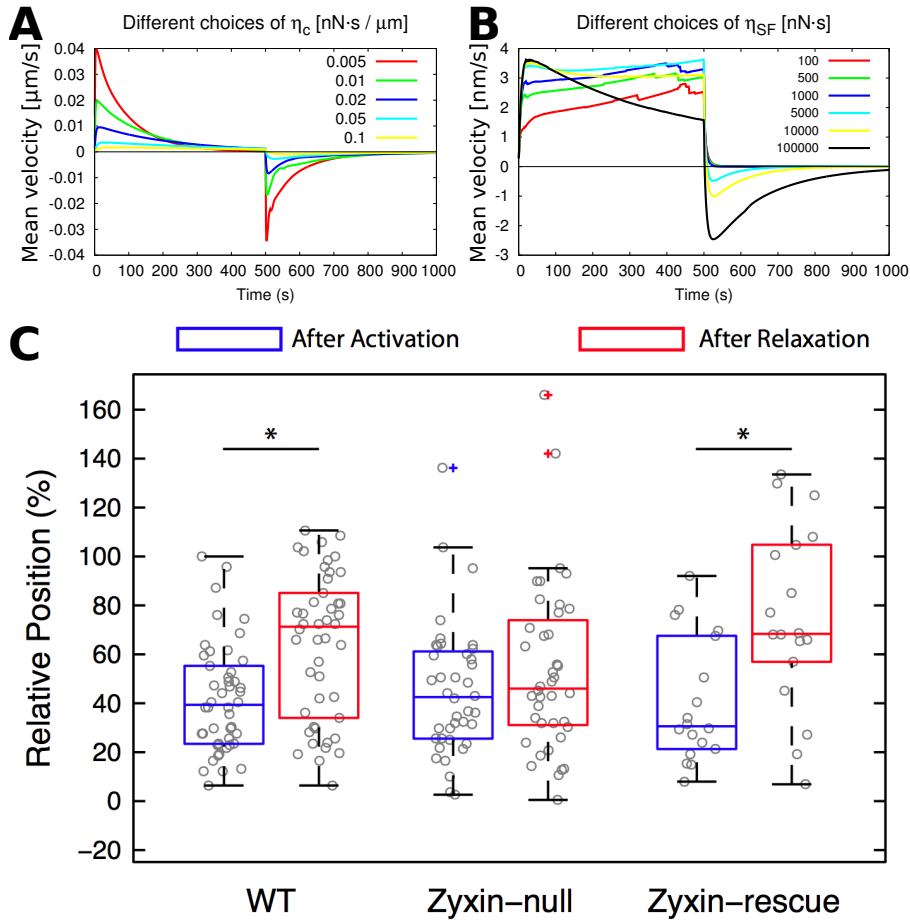 A
Different choices of ηc [nN·s / μm]
Mean velocity [μm/s]
0.04
0.03
0.02
0.01
0
-0.01
-0.02
-0.03
-0.04
0.005
0.01
0.02
0.05
0.1
0 100 200 300 400 500 600 700 800 900 1000
Time (s)
B
Different choices of ηSF [nN·s]
Mean velocity [nm/s]
4
3
2
1
0
-1
-2
-3
100
500
1000
5000
10000
100000
0 100 200 300 400 500 600 700 800 900 1000
Time (s)
C
After Activation
After Relaxation
Relative Position (%)
160
140
120
100
80
60
40
20
0
−20
*
*
WT
Zyxin−null
Zyxin−rescue